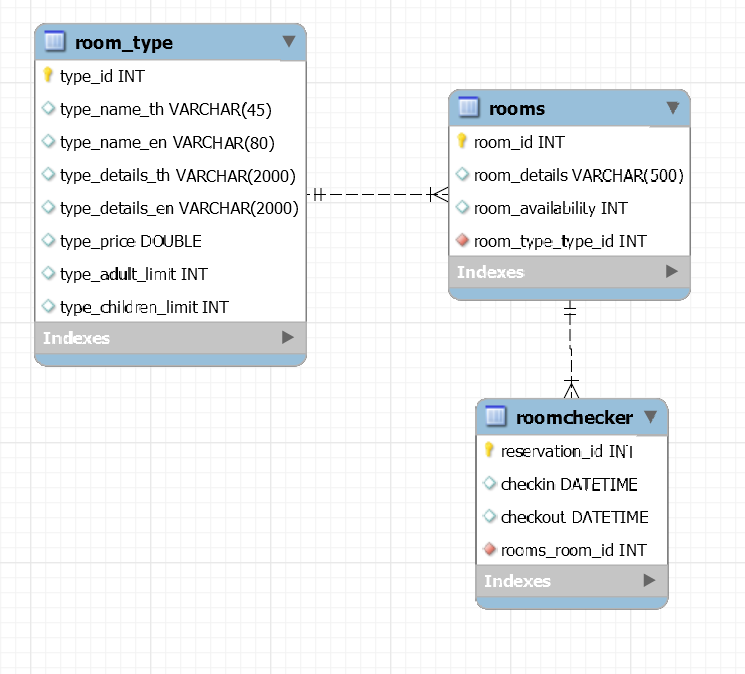 room_type
type_id INT
type_name_th VARCHAR(45)
type_name_en VARCHAR(80)
type_details_th VARCHAR(2000)
type_details_en VARCHAR(2000)
type_price DOUBLE
type_adult_limit INT
type_children_limit INT
Indexes
rooms
room_id INT
room_details VARCHAR(500)
room_availability INT
room_type_type_id INT
Indexes
roomchecker
reservation_id INT
checkin DATETIME
checkout DATETIME
rooms_room_id INT
Indexes